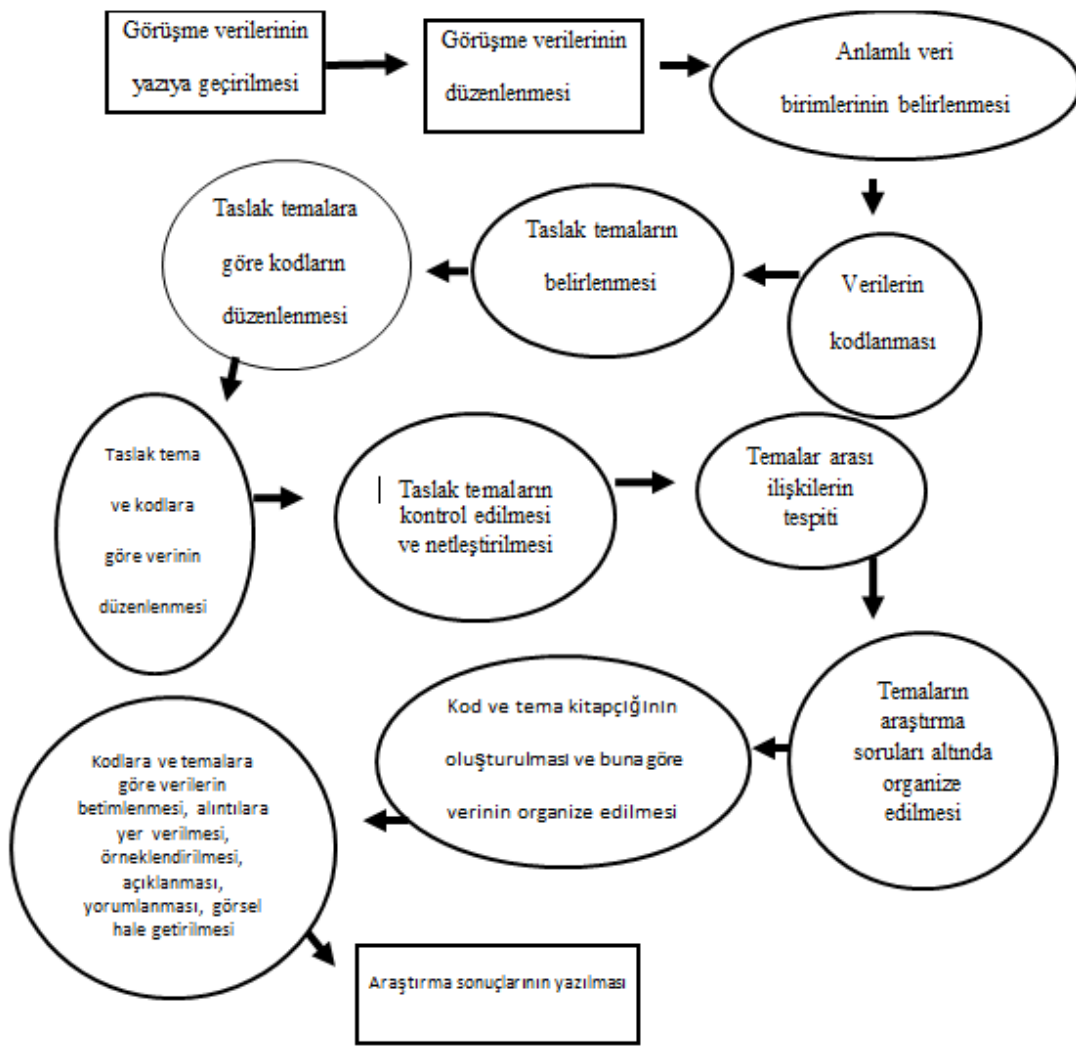 Görüşme verilerinin
yazıya geçirilmesi
Görüşme verilerinin
düzenlenmesi
Anlamlı veri
birimlerinin belirlenmesi
Verilerin
kodlanması
Taslak temaların
belirlenmesi
Taslak temalara
göre kodların
düzenlenmesi
Taslak tema
ve kodlara
göre verinin
düzenlenmesi
Taslak temaların
kontrol edilmesi
ve netleştirilmesi
Temalar arası
ilişkilerin
tespiti
Temaların
araştırma
soruları altında
organize
edilmesi
Kod ve tema kitapçığının
oluşturulması ve buna göre
verinin organize edilmesi
Kodlara ve temalara
göre verilerin
betimlenmesi, alıntılara
yer verilmesi,
örneklendirilmesi,
açıklanması,
yorumlanması, görsel
hale getirilmesi
Araştırma sonuçlarının yazılması